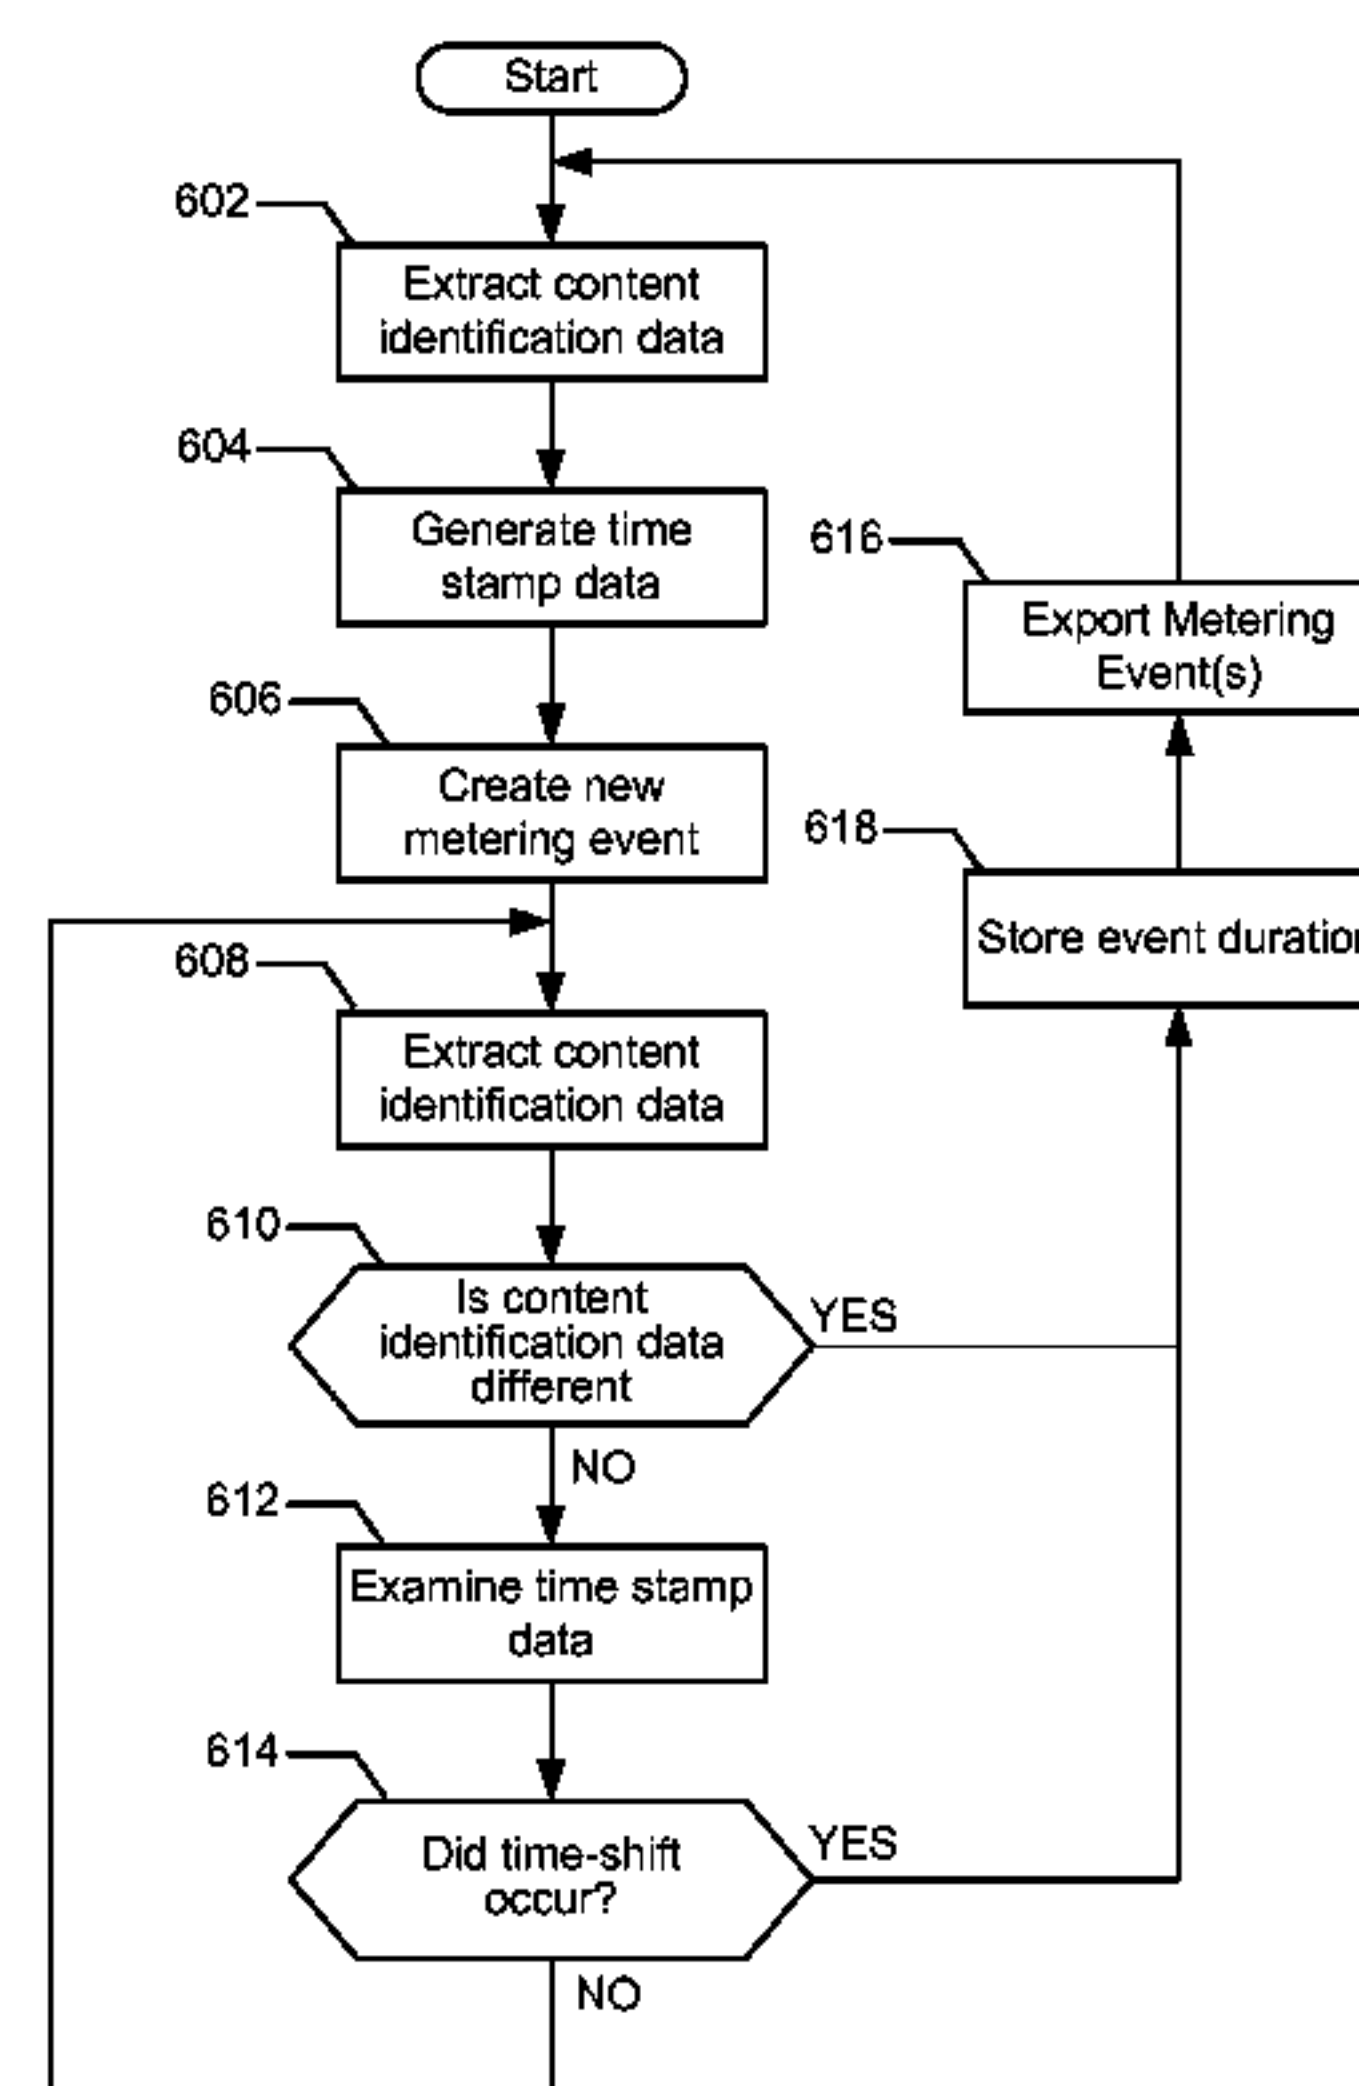 Start
602
Extract content
identification data
604
Generate time
stamp data
616
Export Metering
Event(s)
606
Create new
metering event
618
Store event
608
Extract content
identification data
610
Is content
identification data
different
YES
NO
612
Examine time stamp
data
614
Did time-shift
occur?
YES
NO